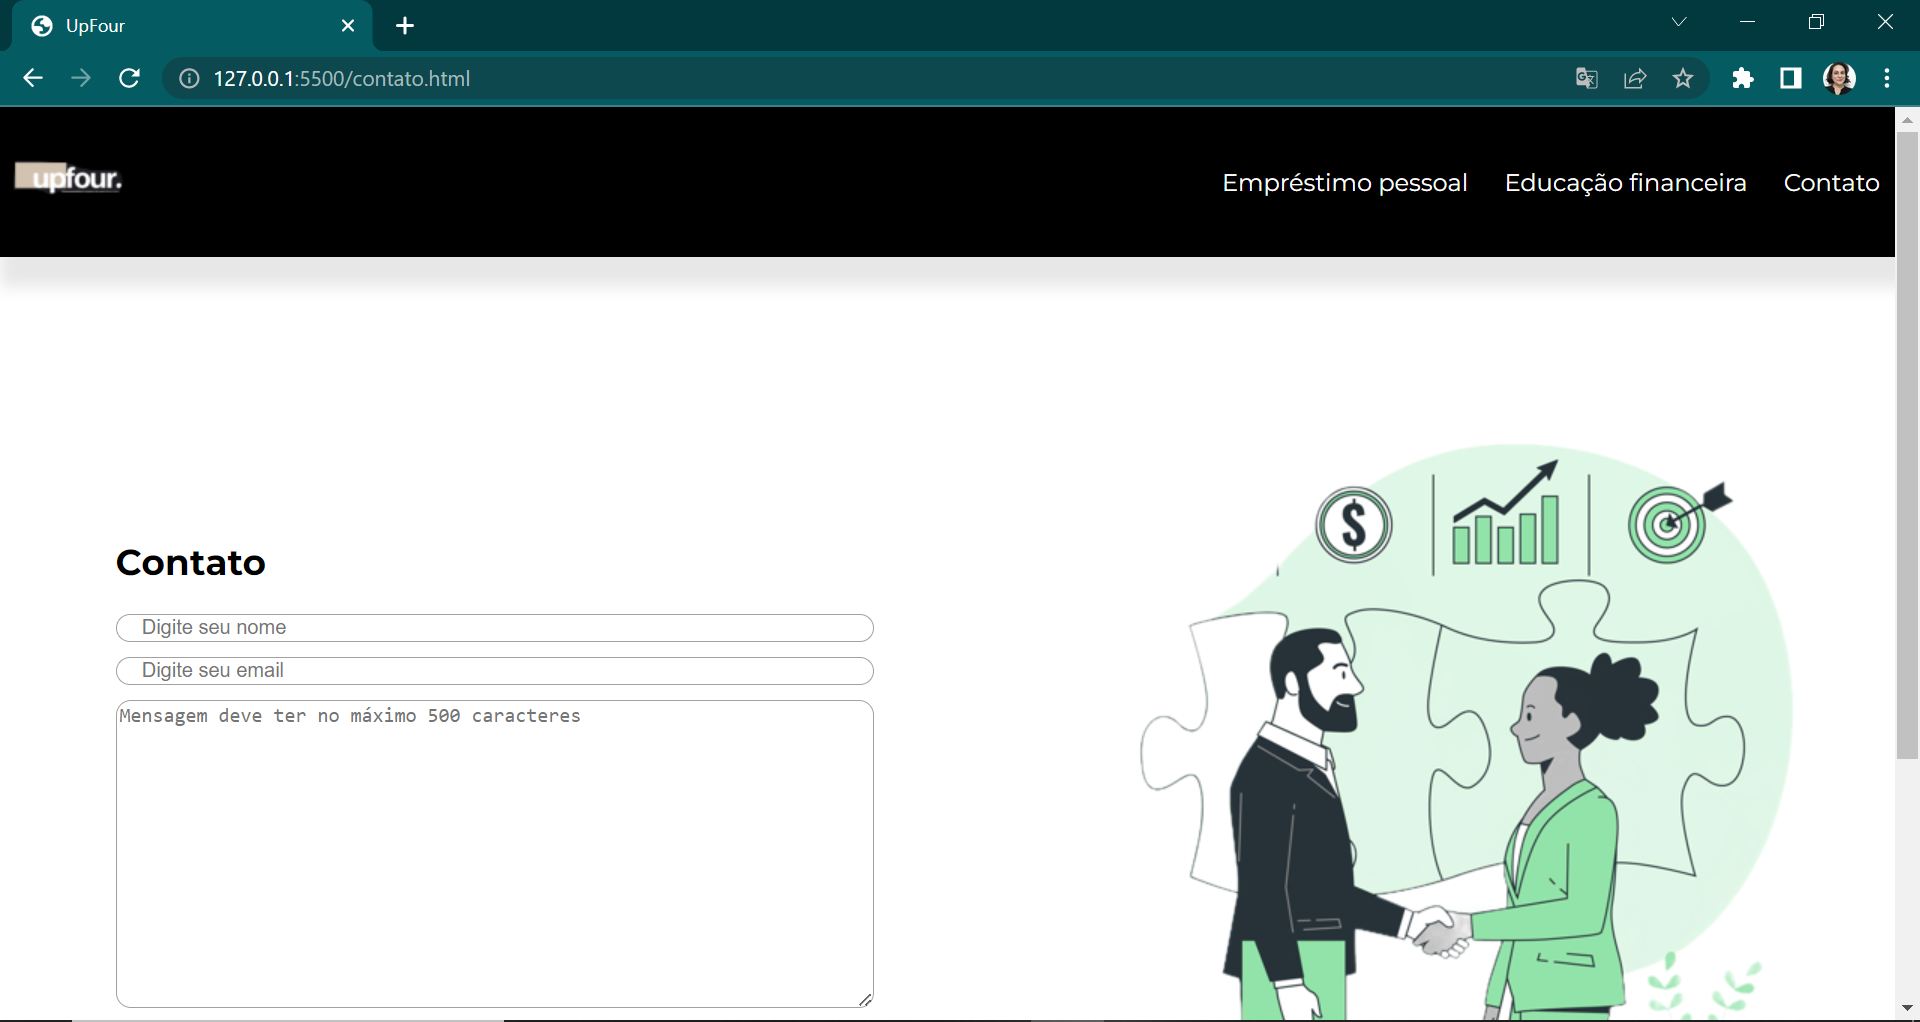 UpFour
127.0.0.1:5500/contato.html
upfour.
Empréstimo pessoal Educação financeira Contato
$
Contato
Digite seu nome
Digite seu email
Mensagem deve ter no máximo 500 caracteres